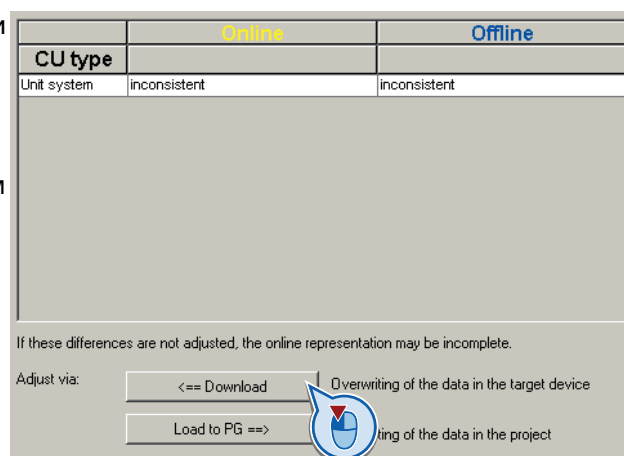 Online Offline
CU type
Unit system inconsistent inconsistent
If these differences are not adjusted, the online representation may be incomplete.
Adjust via: <== Download Overwriting of the data in the target device
Load to PG ==> ting of the data in the project